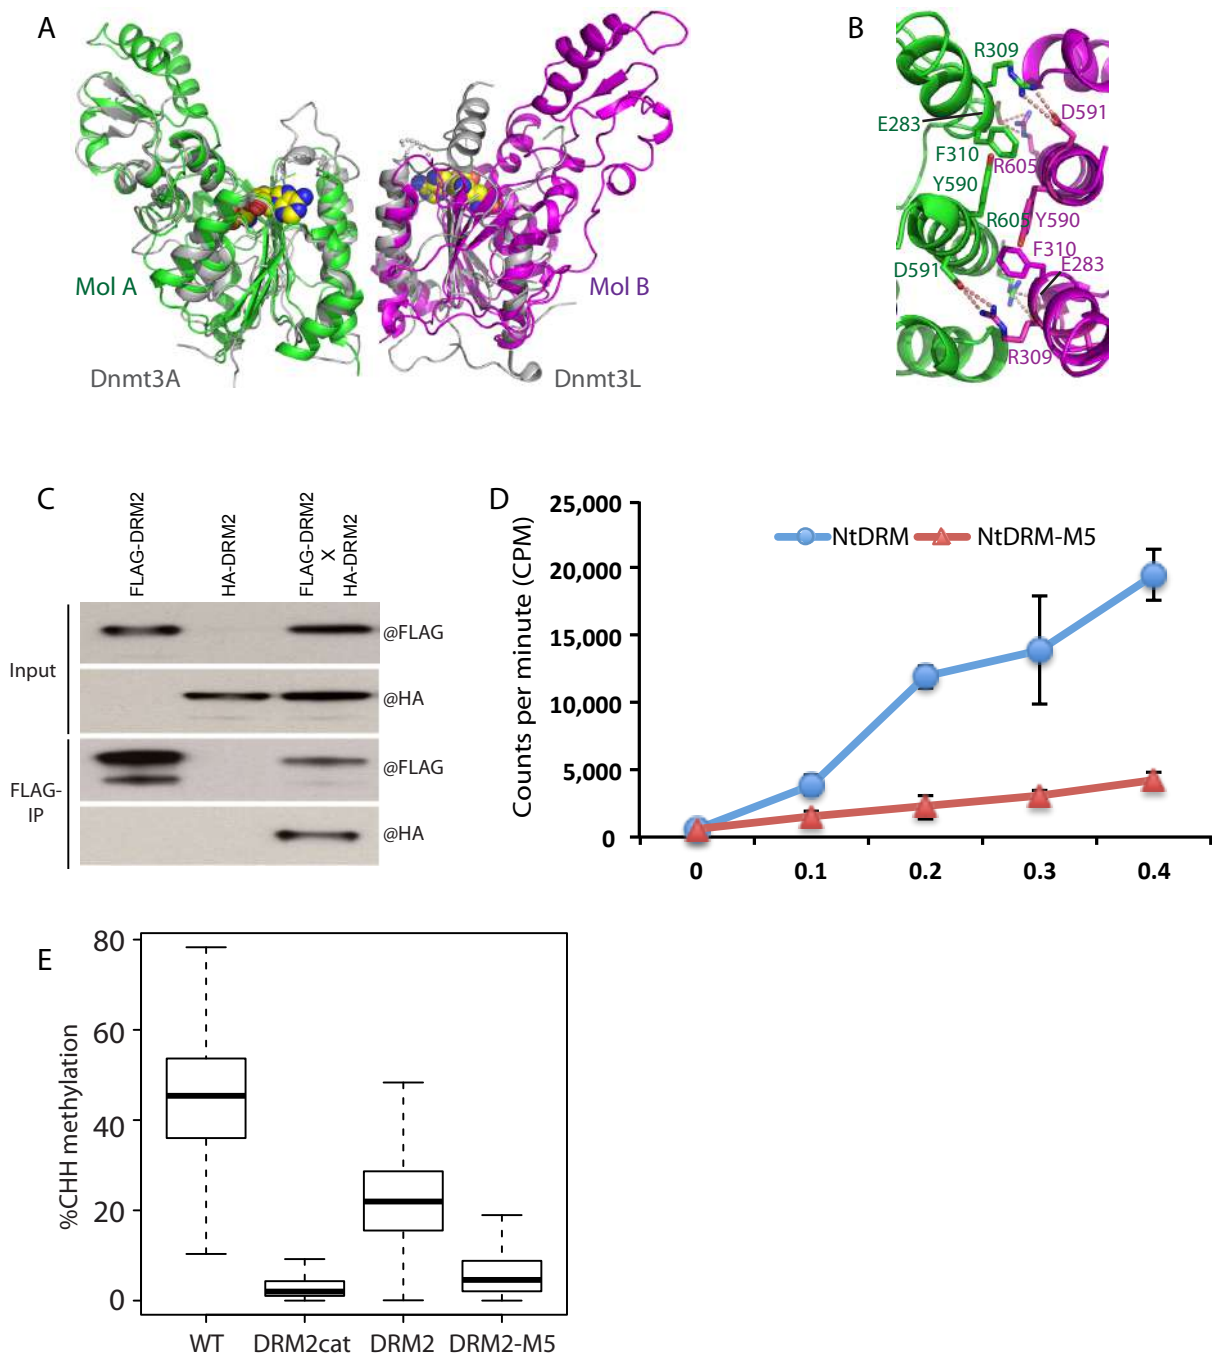 A
Mol A
Mol B
Dnmt3A
Dnmt3L
B
R309
D591
E283
F310
R605
Y590
R605
Y590
F310
D591
E283
R309
C
FLAG-DRM2
HA-DRM2
FLAG-DRM2
X
HA-DRM2
Input
@FLAG
@HA
FLAG-
IP
@FLAG
@HA
D
Counts per minute (CPM)
25,000
20,000
15,000
10,000
5,000
0
NtDRM
NtDRM-M5
0
0.1
0.2
0.3
0.4
E
%CHH methylation
80
60
40
20
0
WT
DRM2cat
DRM2
DRM2-M5